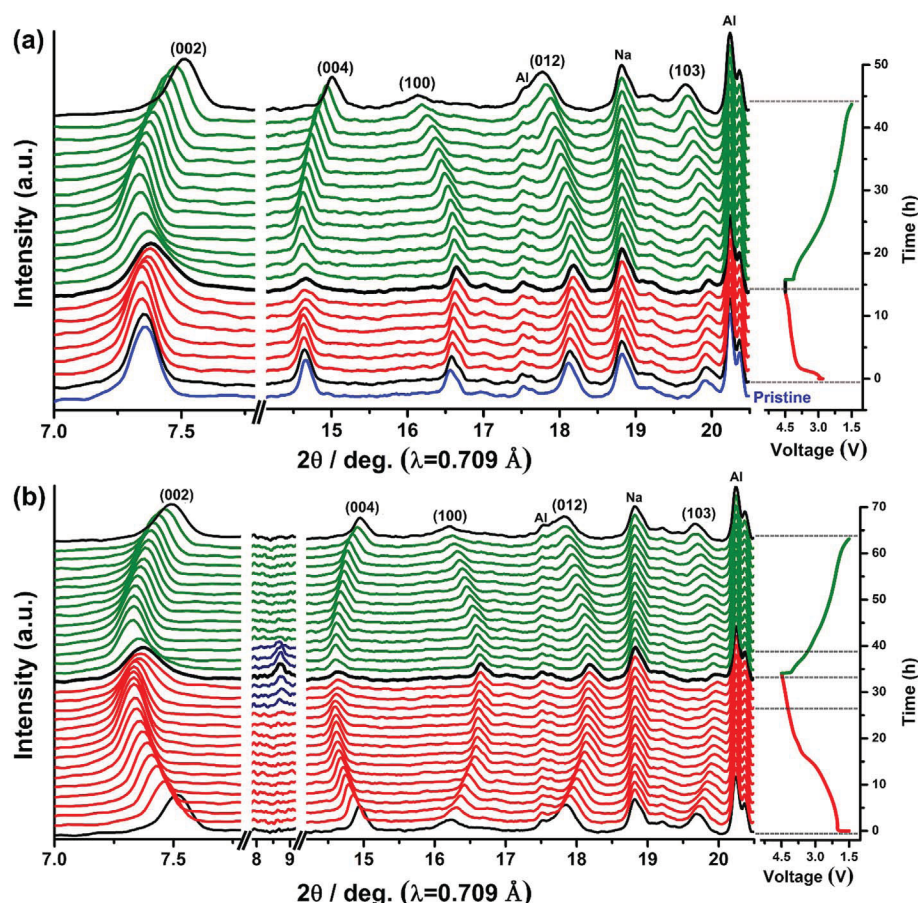 (a)
(002)
(004)
(100)
Al
(012)
Na
(103)
Al
50
40
30
20
10
0
Time (h)
Intensity (a.u.)
Pristine
7.0
7.5
15
16
17
18
19
20
4.5
3.0
1.5
2θ / deg. (λ=0.709 Å)
Voltage (V)
(b)
(002)
(004)
(100)
Al
(012)
Na
(103)
Al
70
60
50
40
30
20
10
0
Time (h)
Intensity (a.u.)
7.0
7.5
8
9
15
16
17
18
19
20
4.5
3.0
1.5
2θ / deg. (λ=0.709 Å)
Voltage (V)